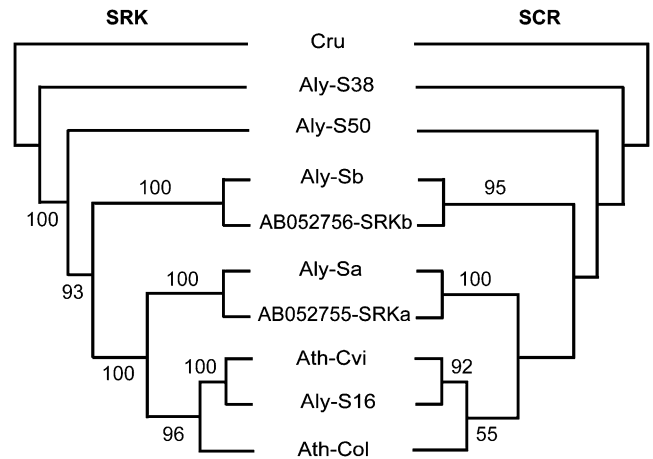 SRK SCR
Cru
Aly-S38
Aly-S50
Aly-Sb
100 95
AB052756-SRKb
100
Aly-Sa
100 100
93
AB052755-SRKa
Ath-Cvi
100 92
100
Aly-S16
96 55
Ath-Col